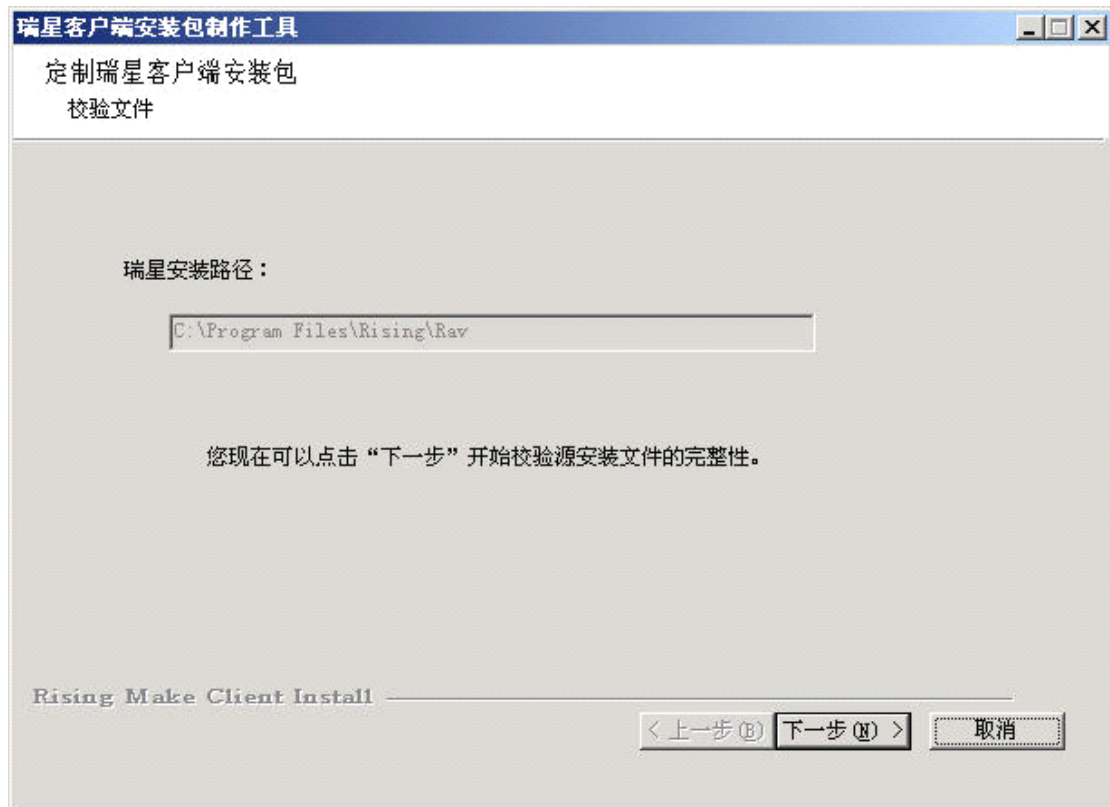 瑞星客户端安装包制作工具
定制瑞星客户端安装包
校验文件
瑞星安装路径：
C:\Program Files\Rising\Rav
您现在可以点击“下一步”开始校验源安装文件的完整性。
Rising Make Client Install
< 上一步(B) 下一步(N) > 取消